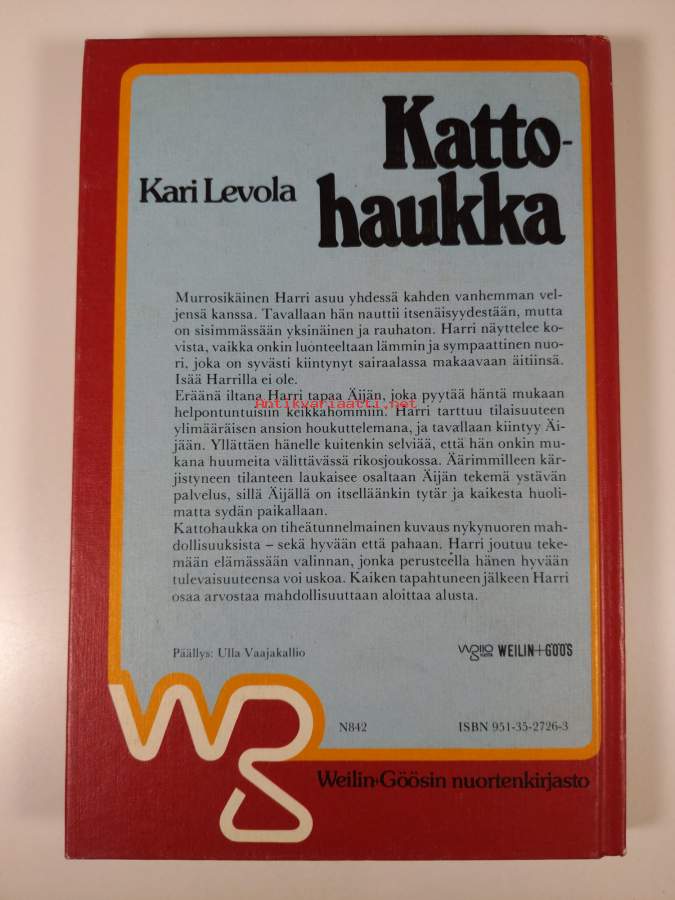 Katto-
Kari Levola
haukka
Murrosikäinen Harri asuu yhdessä kahden vanhemman vel-
jensä kanssa. Tavallaan hän nauttii itsenäisyydestään, mutta
on sisimmässään yksinäinen ja rauhaton. Harri näyttelee ko-
vista, vaikka onkin luonteeltaan lämmin ja sympaattinen nuo-
ri, joka on syvästi kiintynyt sairaalassa makaavaan äitiinsä.
Isää Harrilla ei ole.
Eräänä iltana Harri tapaa Äijän, joka pyytää häntä mukaan
Antikvariaatti.net
helpontuntuisiin keikkahommiin. Harri tarttuu tilaisuuteen
ylimääräisen ansion houkuttelemana, ja tavallaan kiintyy Äi-
jään. Yllättäen hänelle kuitenkin selviää, että hän onkin mu-
kana huumeita välittävässä rikosjoukossa. Äärimmilleen kär-
jistyneen tilanteen laukaisee osaltaan Äijän tekemä ystävän
palvelus, sillä Äijällä on itselläänkin tytär ja kaikesta huoli-
matta sydän paikallaan.
Kattohaukka on tiheätunnelmainen kuvaus nykynuoren mah-
dollisuuksista – sekä hyvään että pahaan. Harri joutuu teke-
mään elämässään valinnan, jonka perusteella hänen hyvään
tulevaisuuteensa voi uskoa. Kaiken tapahtuneen jälkeen Harri
osaa arvostaa mahdollisuuttaan aloittaa alusta.
Päällys: Ulla Vaajakallio
WEILIN+GÖÖS
N842
ISBN 951-35-2726-3
WG
Weilin+Göösin nuortenkirjasto